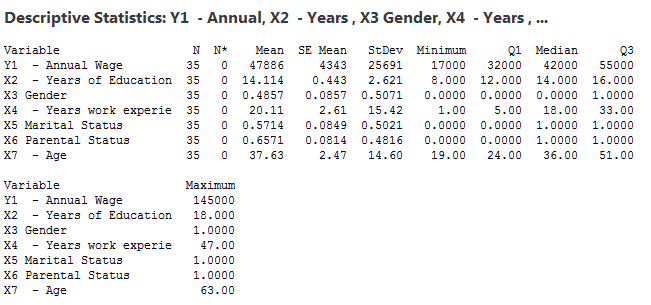 Descriptive Statistics: Y1 - Annual, X2 - Years , X3 Gender, X4 - Years , ...
Variable N N* Mean SE Mean StDev Minimum Q1 Median Q3
Y1 - Annual Wage 35 0 47886 4343 25691 17000 32000 42000 55000
X2 - Years of Education 35 0 14.114 0.443 2.621 8.000 12.000 14.000 16.000
X3 Gender 35 0 0.4857 0.0857 0.5071 0.0000 0.0000 0.0000 1.0000
X4 - Years work experie 35 0 20.11 2.61 15.42 1.00 5.00 18.00 33.00
X5 Marital Status 35 0 0.5714 0.0849 0.5021 0.0000 0.0000 1.0000 1.0000
X6 Parental Status 35 0 0.6571 0.0814 0.4816 0.0000 0.0000 1.0000 1.0000
X7 - Age 35 0 37.63 2.47 14.60 19.00 24.00 36.00 51.00
Variable Maximum
Y1 - Annual Wage 145000
X2 - Years of Education 18.000
X3 Gender 1.0000
X4 - Years work experie 47.00
X5 Marital Status 1.0000
X6 Parental Status 1.0000
X7 - Age 63.00